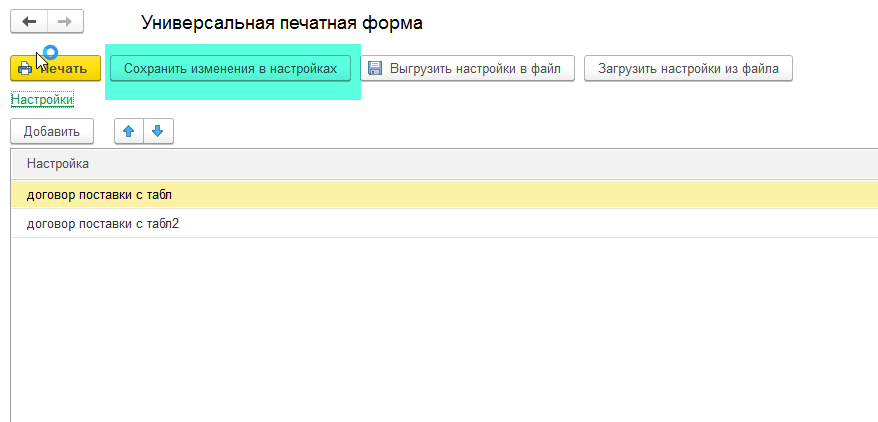 Универсальная печатная форма
Печать Сохранить изменения в настройках Выгрузить настройки в файл Загрузить настройки из файла
Настройки
Добавить
Настройка
договор поставки с табл
договор поставки с табл2